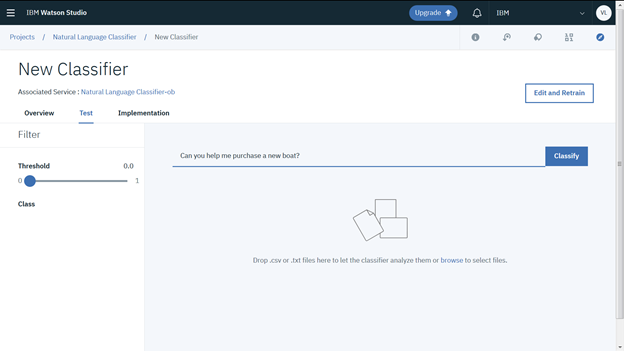 IBM Watson Studio
Upgrade
IBM
VL
Projects / Natural Language Classifier / New Classifier
New Classifier
Associated Service : Natural Language Classifier-ob
Edit and Retrain
Overview Test Implementation
Filter
Threshold 0.0
0 1
Class
Can you help me purchase a new boat?
Classify
Drop .csv or .txt files here to let the classifier analyze them or browse to select files.